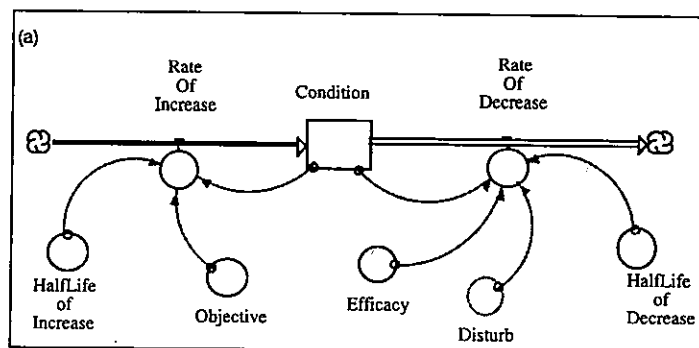 (a)
Rate
Of
Increase
Condition
Rate
Of
Decrease
HalfLife
of
Increase
Objective
Efficacy
Disturb
HalfLife
of
Decrease